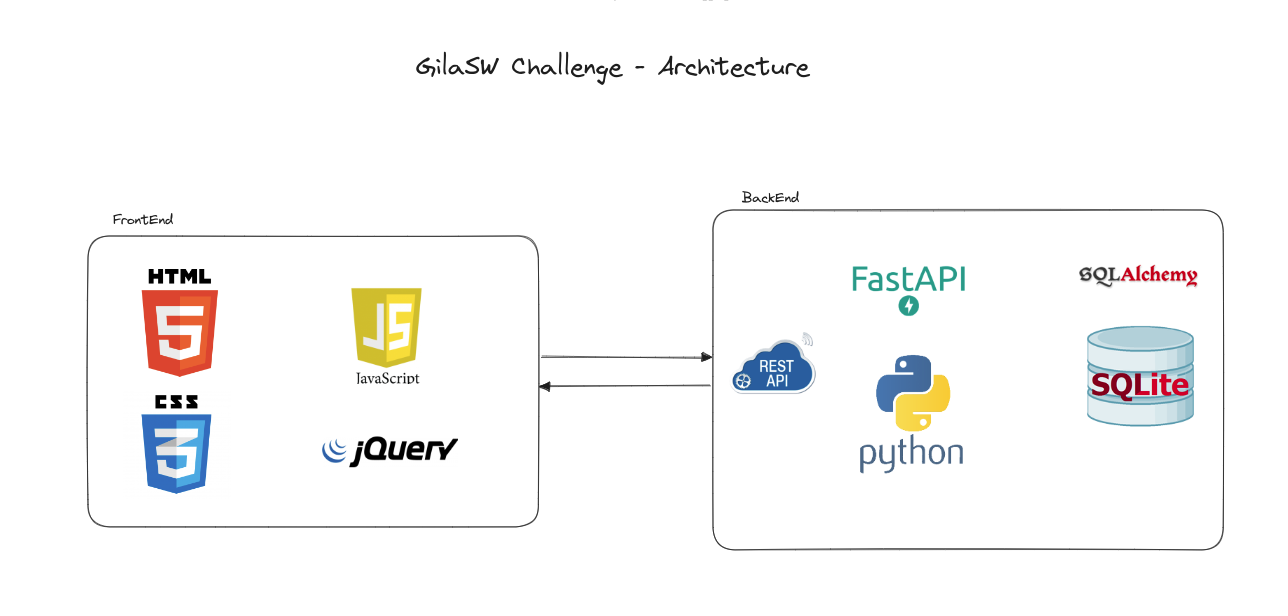 GilaSW Challenge - Architecture
FrontEnd
HTML
5
JS
JavaScript
CSS
3
jQuery
BackEnd
FastAPI
REST
API
python
SQLAlchemy
SQLite